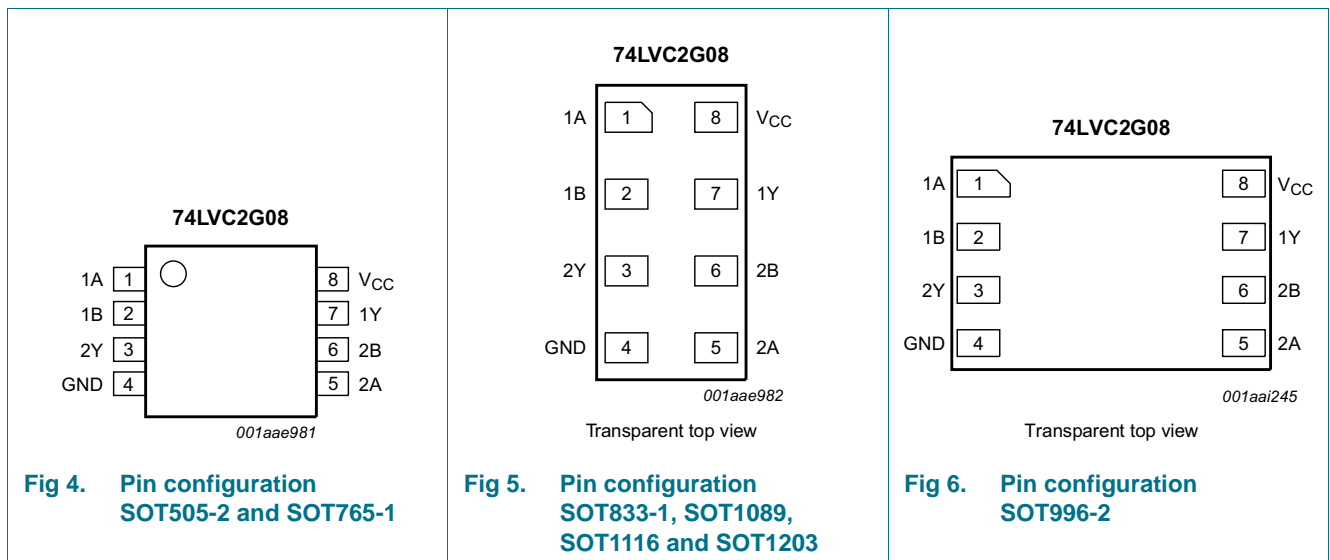 74LVC2G08
1A 1 8 VCC
1B 2 7 1Y
2Y 3 6 2B
GND 4 5 2A
001aae981
Fig 4. Pin configuration
SOT505-2 and SOT765-1
74LVC2G08
1A 1 8 VCC
1B 2 7 1Y
2Y 3 6 2B
GND 4 5 2A
001aae982
Transparent top view
Fig 5. Pin configuration
SOT833-1, SOT1089,
SOT1116 and SOT1203
74LVC2G08
1A 1 8 VCC
1B 2 7 1Y
2Y 3 6 2B
GND 4 5 2A
001aai245
Transparent top view
Fig 6. Pin configuration
SOT996-2